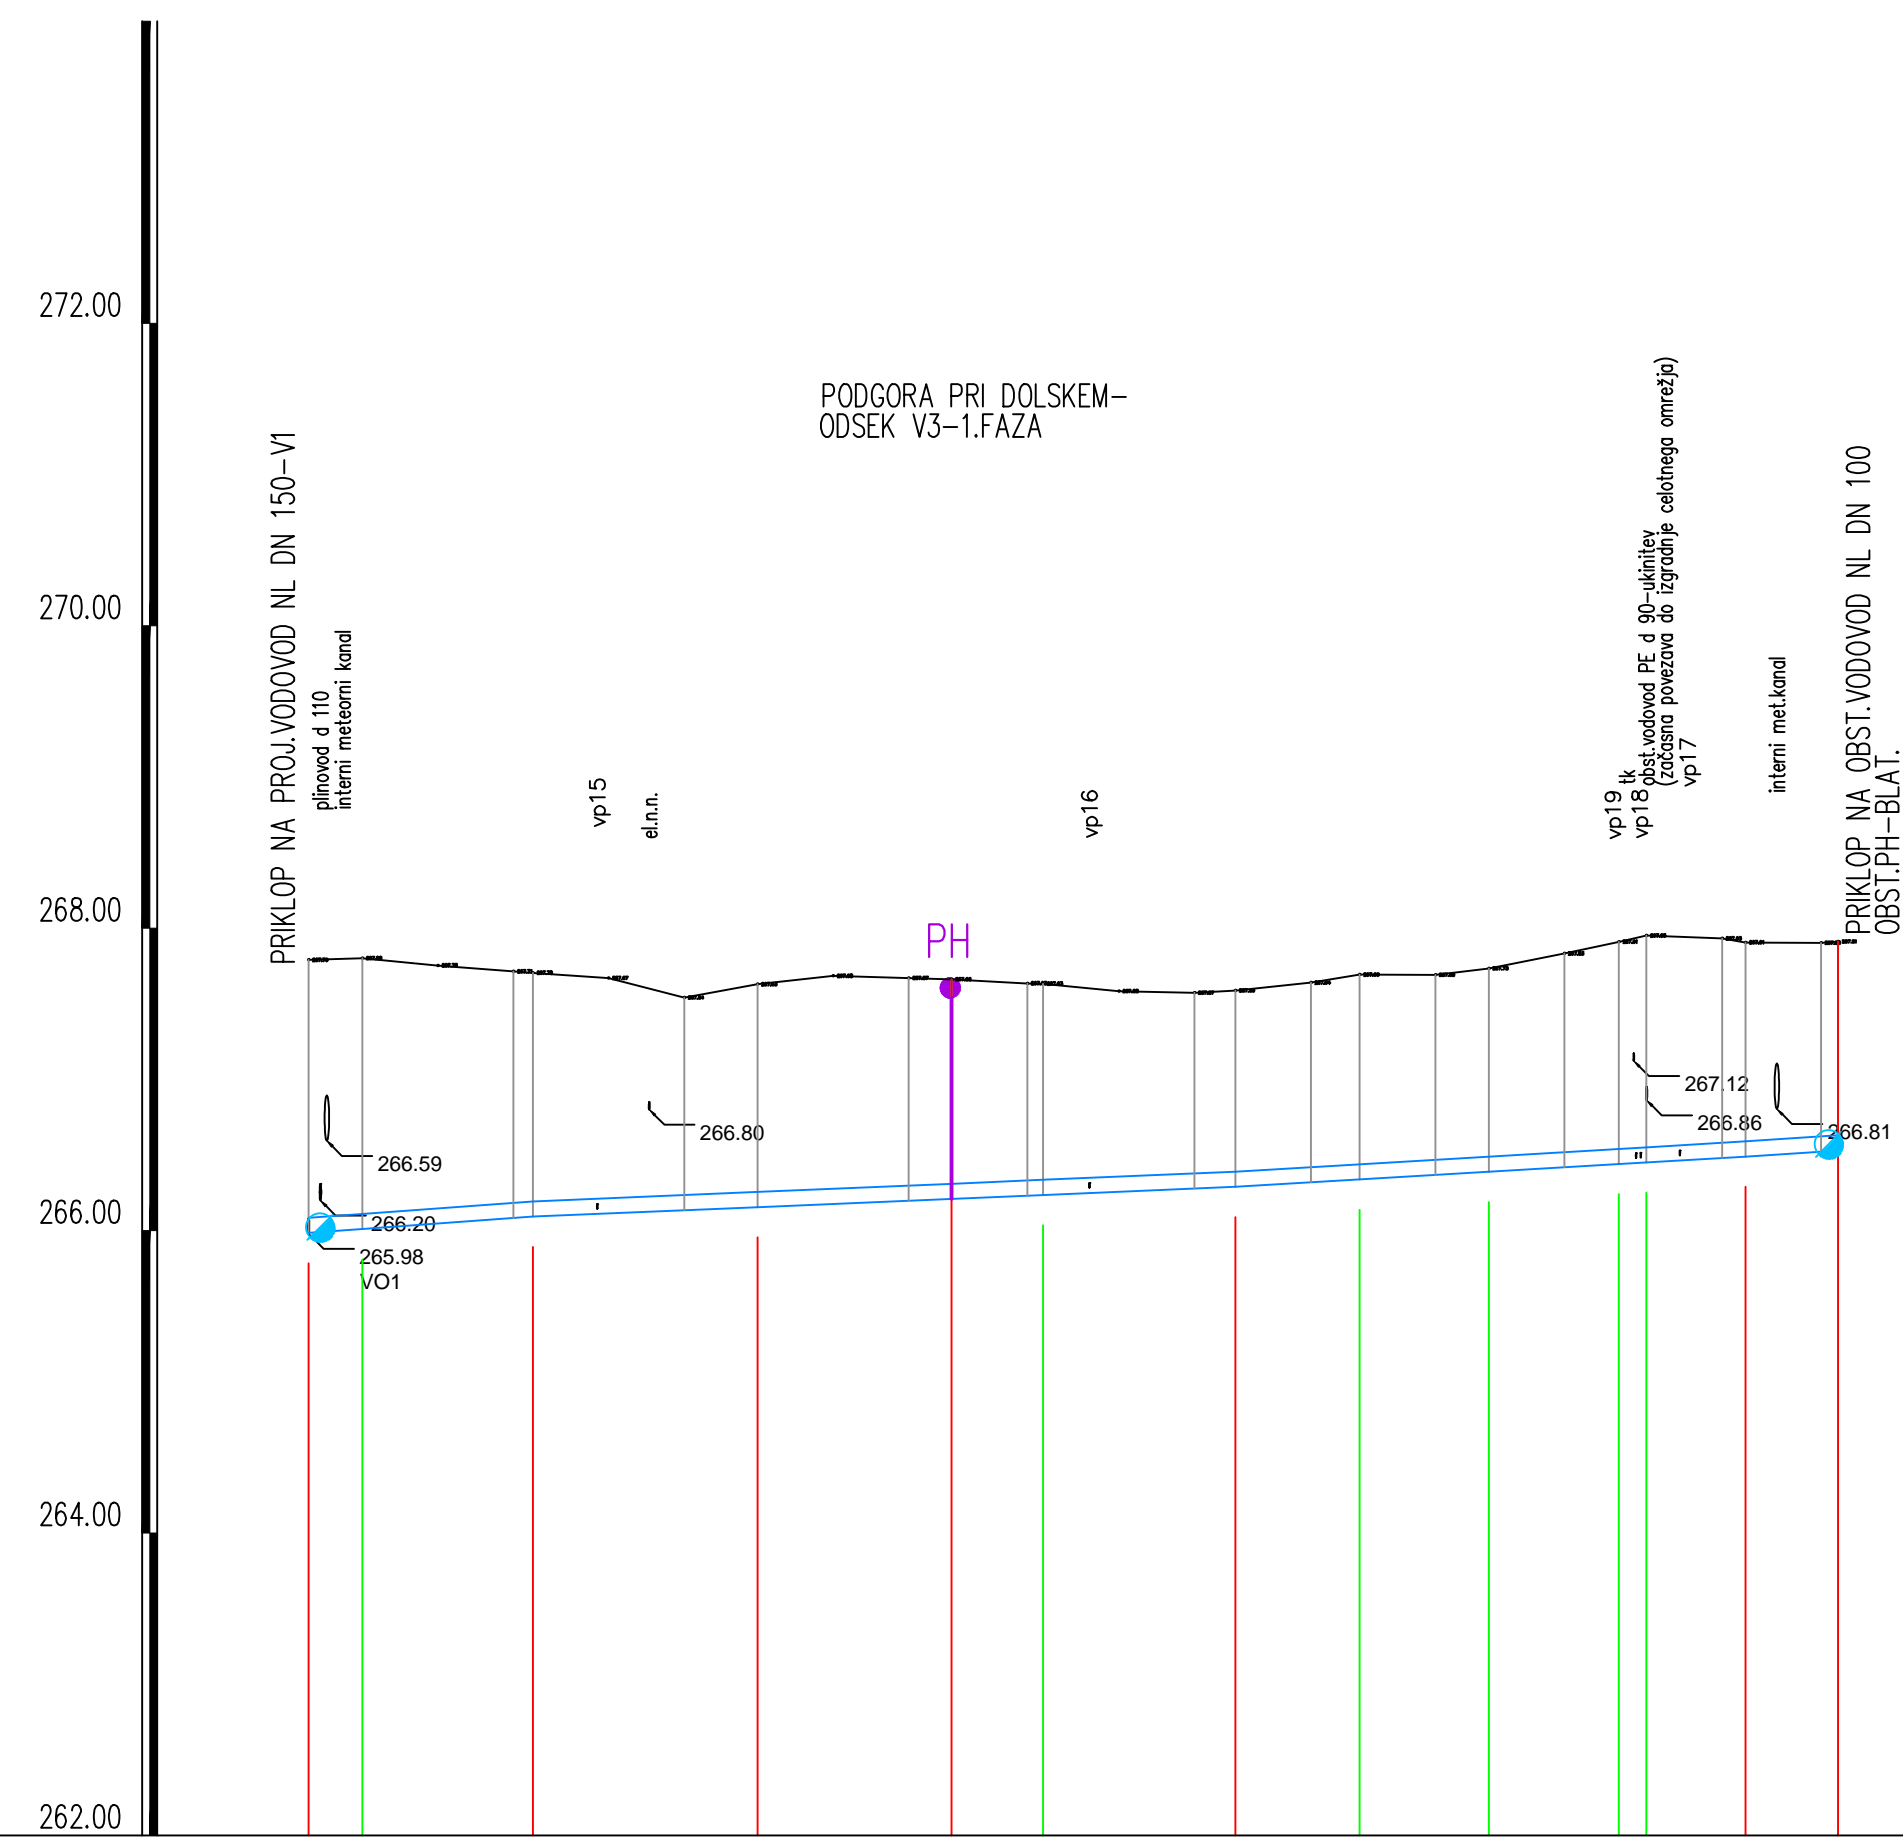 272.00
270.00
268.00
266.00
264.00
262.00
PODGORA PRI DOLSKEM-
ODSEK V3-1.FAZA
PRIKLOP NA PROJ.VODOVOD NL DN 150-V1
plinovod d 110
interni meteorni kanal
vp15
el.n.n.
PH
vp16
vp19
tk
vp18
obst.vodovod PE d 90-ukinitev
(začasna povezava do izgradnje celotnega omrežja)
vp17
interni met.kanal
PRIKLOP NA OBST.VODOVOD NL DN 100
OBST.PH-BLAT.
266.59
266.20
265.98
VO1
266.80
267.12
266.86
266.81